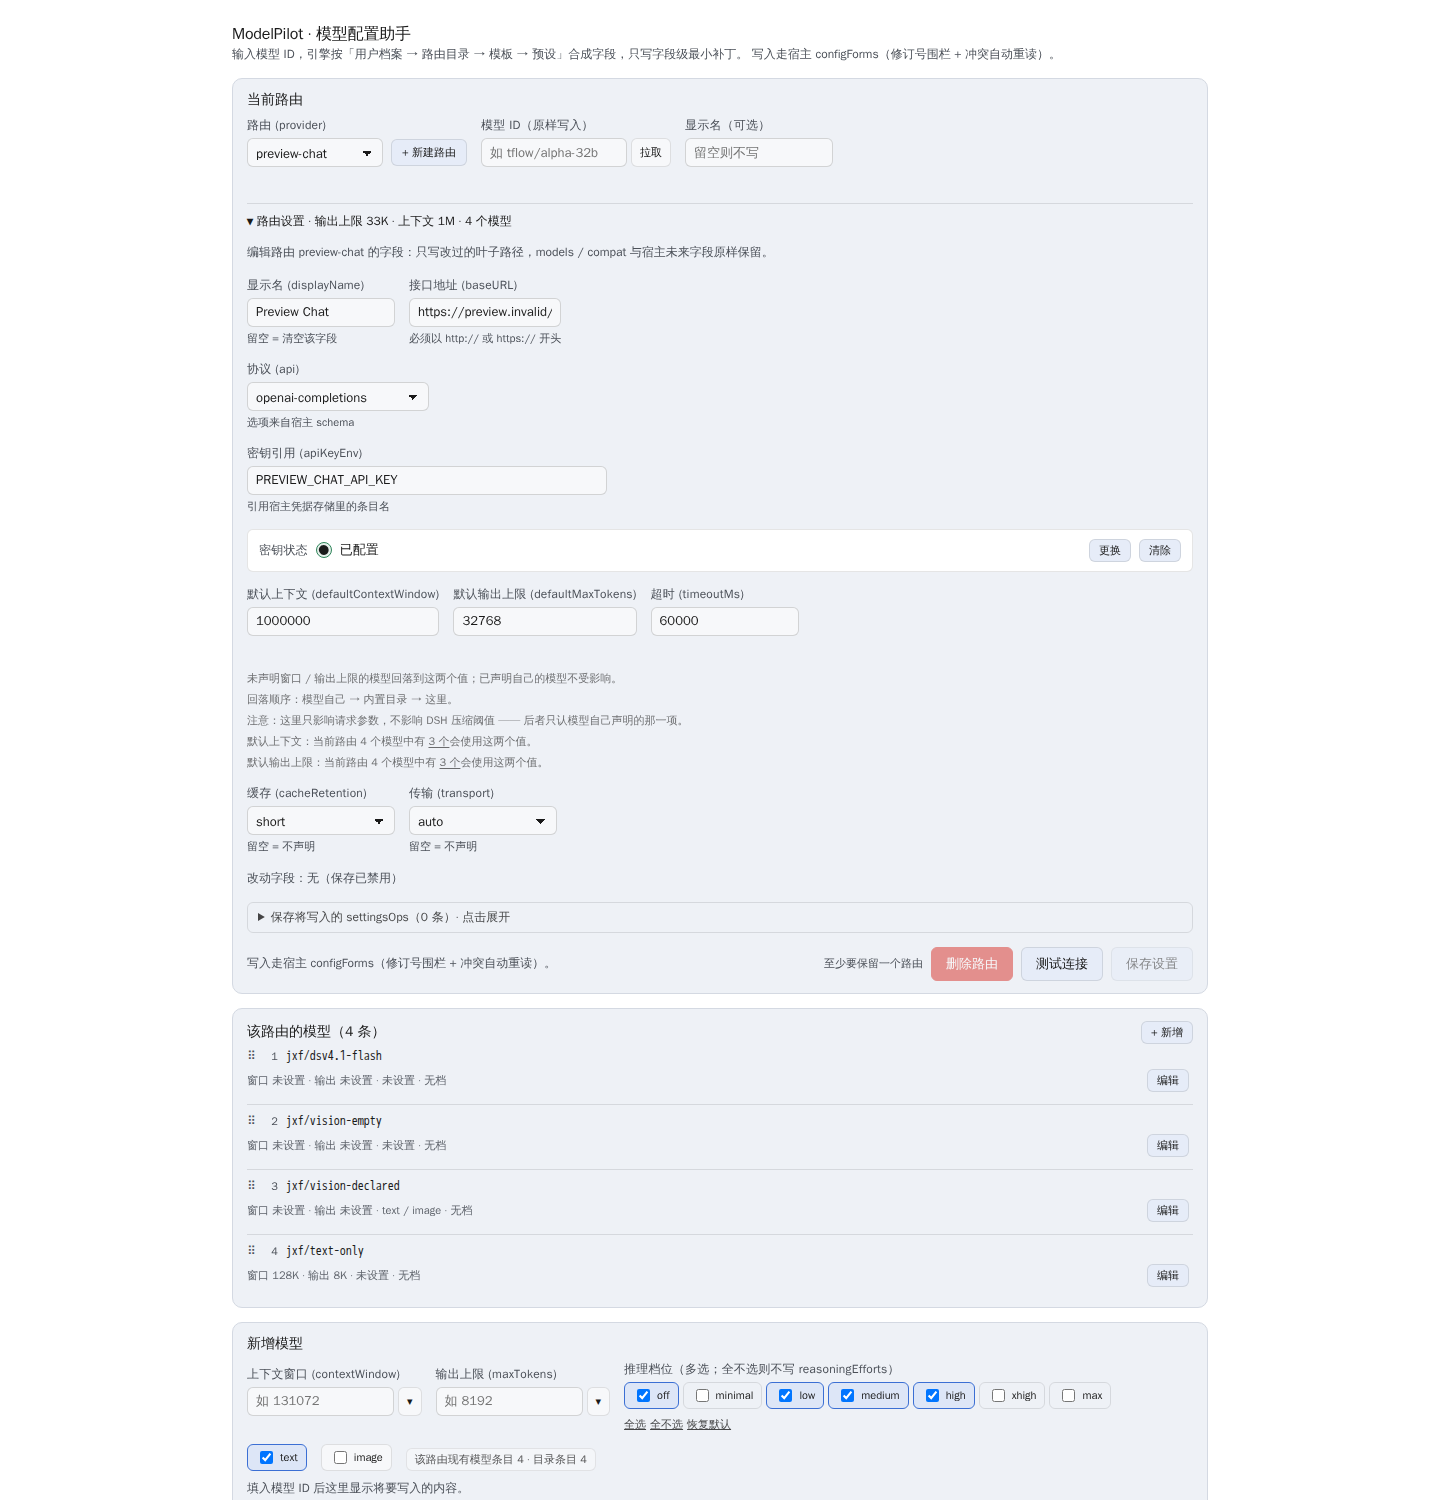 ModelPilot · 模型配置助手
输入模型 ID，引擎按「用户档案 → 路由目录 → 模板 → 预设」合成字段，只写字段级最小补丁。 写入走宿主 configForms（修订号围栏 + 冲突自动重读）。
当前路由
路由 (provider) 模型 ID（原样写入） 显示名（可选）
preview-chat + 新建路由 如 tflow/alpha-32b 拉取 留空则不写
▼ 路由设置 · 输出上限 33K · 上下文 1M · 4 个模型
编辑路由 preview-chat 的字段：只写改过的叶子路径，models / compat 与宿主未来字段原样保留。
显示名 (displayName) 接口地址 (baseURL)
Preview Chat https://preview.invalid/
留空 = 清空该字段 必须以 http:// 或 https:// 开头
协议 (api)
openai-completions
选项来自宿主 schema
密钥引用 (apiKeyEnv)
PREVIEW_CHAT_API_KEY
引用宿主凭据存储里的条目名
密钥状态 已配置 更换 清除
默认上下文 (defaultContextWindow) 默认输出上限 (defaultMaxTokens) 超时 (timeoutMs)
1000000 32768 60000
未声明窗口 / 输出上限的模型回落到这两个值；已声明自己的模型不受影响。
回落顺序：模型自己 → 内置目录 → 这里。
注意：这里只影响请求参数，不影响 DSH 压缩阈值 —— 后者只认模型自己声明的那一项。
默认上下文：当前路由 4 个模型中有 3 个会使用这两个值。
默认输出上限：当前路由 4 个模型中有 3 个会使用这两个值。
缓存 (cacheRetention) 传输 (transport)
short auto
留空 = 不声明 留空 = 不声明
改动字段：无（保存已禁用）
▶ 保存将写入的 settingsOps（0 条）· 点击展开
写入走宿主 configForms（修订号围栏 + 冲突自动重读）。 至少要保留一个路由 删除路由 测试连接 保存设置
该路由的模型（4 条） + 新增
⠿ 1 jxf/dsv4.1-flash
窗口 未设置 · 输出 未设置 · 未设置 · 无档 编辑
⠿ 2 jxf/vision-empty
窗口 未设置 · 输出 未设置 · 未设置 · 无档 编辑
⠿ 3 jxf/vision-declared
窗口 未设置 · 输出 未设置 · text / image · 无档 编辑
⠿ 4 jxf/text-only
窗口 128K · 输出 8K · 未设置 · 无档 编辑
新增模型
上下文窗口 (contextWindow) 输出上限 (maxTokens) 推理档位（多选；全不选则不写 reasoningEfforts）
如 131072 ▼ 如 8192 ▼ off minimal low medium high xhigh max
全选 全不选 恢复默认
text image 该路由现有模型条目 4 · 目录条目 4
填入模型 ID 后这里显示将要写入的内容。